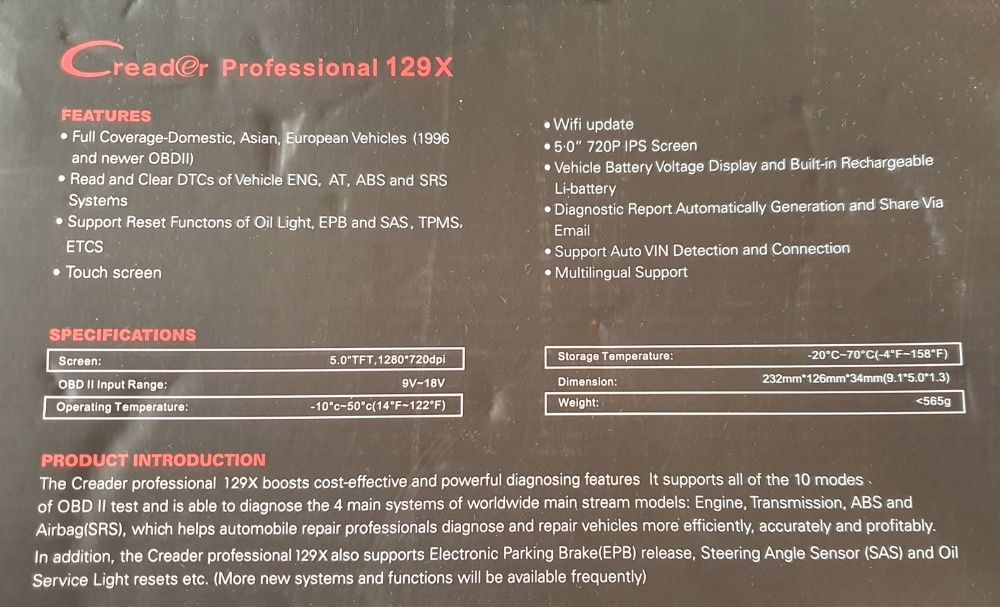 Creader Professional 129X
FEATURES
• Full Coverage-Domestic, Asian, European Vehicles (1996
and newer OBDII)
• Read and Clear DTCs of Vehicle ENG, AT, ABS and SRS
Systems
• Support Reset Functons of Oil Light, EPB and SAS, TPMS,
ETCS
• Touch screen
• Wifi update
• 5·0" 720P IPS Screen
• Vehicle Battery Voltage Display and Built-in Rechargeable
Li-battery
• Diagnostic Report Automatically Generation and Share Via
Email
• Support Auto VIN Detection and Connection
• Multilingual Support
SPECIFICATIONS
Screen: 5.0"TFT,1280*720dpi
OBD II Input Range: 9V~18V
Operating Temperature: -10°c~50°c(14°F~122°F)
Storage Temperature: -20°C~70°C(-4°F~158°F)
Dimension: 232mm*126mm*34mm(9.1*5.0*1.3)
Weight: <565g
PRODUCT INTRODUCTION
The Creader professional 129X boosts cost-effective and powerful diagnosing features It supports all of the 10 modes
of OBD II test and is able to diagnose the 4 main systems of worldwide main stream models: Engine, Transmission, ABS and
Airbag(SRS), which helps automobile repair professionals diagnose and repair vehicles more efficiently, accurately and profitably.
In addition, the Creader professional 129X also supports Electronic Parking Brake(EPB) release, Steering Angle Sensor (SAS) and Oil
Service Light resets etc. (More new systems and functions will be available frequently)